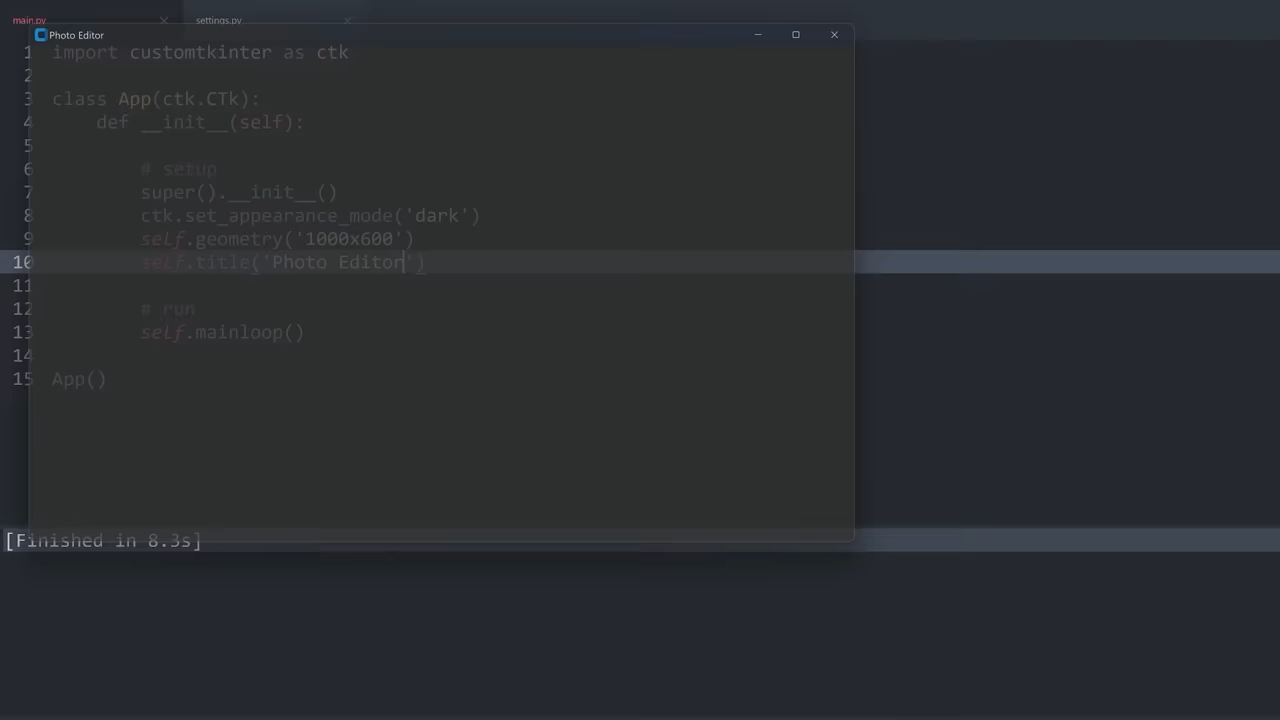 main.py
settings.py
Photo Editor
1 import customtkinter as ctk
2
3 class App(ctk.CTk):
4     def __init__(self):
5
6         # setup
7         super().__init__()
8         ctk.set_appearance_mode('dark')
9         self.geometry('1000x600')
10         self.title('Photo Editor')
11
12         # run
13         self.mainloop()
14
15 App()
[Finished in 8.3s]